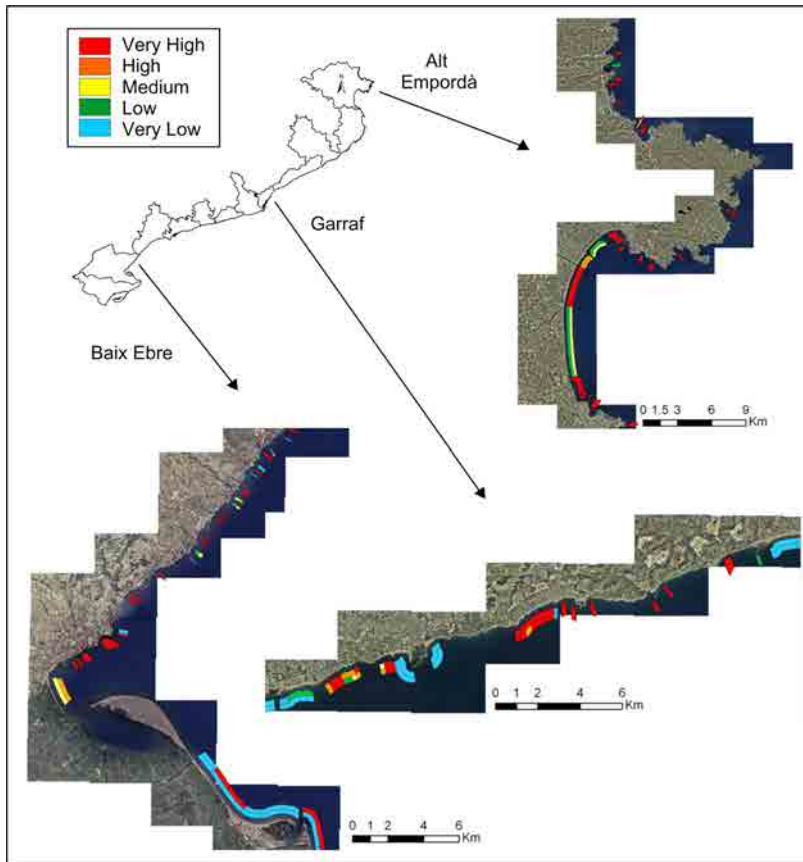 Very High
High
Medium
Low
Very Low
Alt
Empordà
N
Garraf
Baix Ebre
0 1.5 3 6 9
Km
0 1 2 4 6
Km
0 1 2 4 6
Km